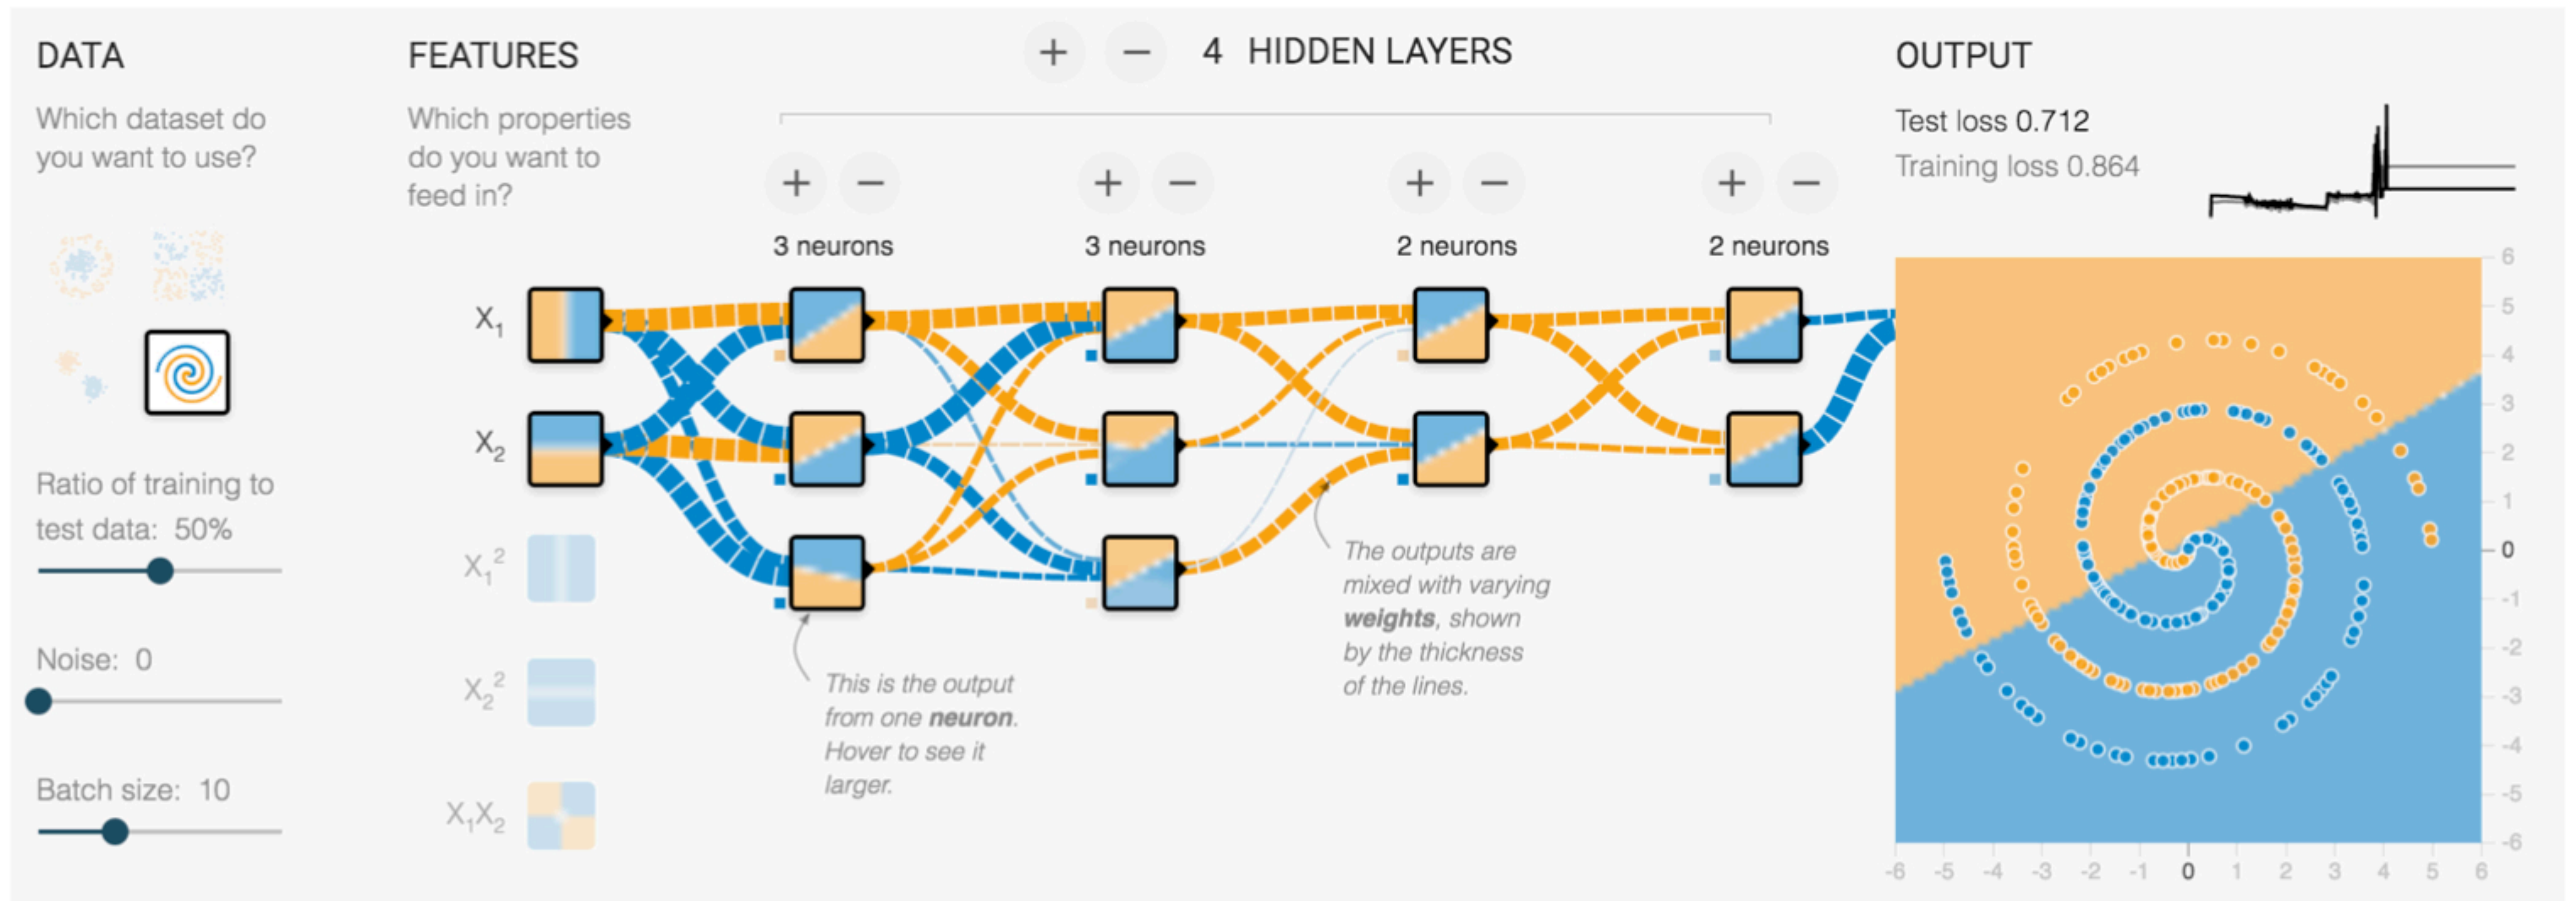 DATA
Which dataset do
you want to use?
Ratio of training to
test data: 50%
Noise: 0
Batch size: 10
FEATURES
Which properties
do you want to
feed in?
X₁
X₂
X₁²
X₂²
X₁X₂
+ − 4 HIDDEN LAYERS
+ − + − + − + −
3 neurons 3 neurons 2 neurons 2 neurons
This is the output
from one neuron.
Hover to see it
larger.
The outputs are
mixed with varying
weights, shown
by the thickness
of the lines.
OUTPUT
Test loss 0.712
Training loss 0.864
6
5
4
3
2
1
0
-1
-2
-3
-4
-5
-6
-6 -5 -4 -3 -2 -1 0 1 2 3 4 5 6